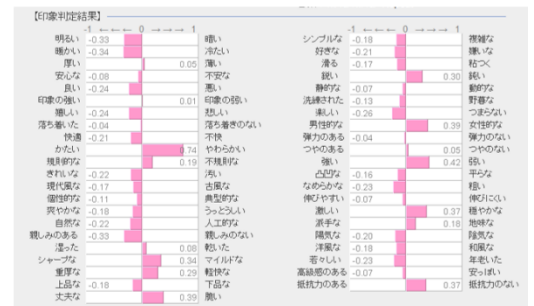 【印象判定結果】
-1 ←←← 0 →→→ 1
-1 ←←← 0 →→→ 1
明るい -0.33 暗い シンプルな -0.18 複雑な
暖かい -0.34 冷たい 好きな -0.21 嫌いな
厚い 0.05 薄い 滑る -0.17 粘つく
安心な -0.08 不安な 鋭い 0.30 鈍い
良い -0.24 悪い 静的な -0.07 動的な
印象の強い 0.01 印象の弱い 洗練された -0.13 野暮な
嬉しい -0.24 悲しい 楽しい -0.26 つまらない
落ち着いた -0.04 落ち着きのない 男性的な 0.39 女性的な
快適 -0.21 不快 弾力のある -0.04 弾力のない
かたい 0.74 やわらかい つやのある 0.05 つやのない
規則的な 0.19 不規則な 強い 0.42 弱い
きれいな -0.22 汚い 凸凹な -0.16 平らな
現代風な -0.17 古風な なめらかな -0.23 粗い
個性的な -0.11 典型的な 伸びやすい -0.07 伸びにくい
爽やかな -0.18 うっとうしい 激しい 0.37 穏やかな
自然な -0.22 人工的な 派手な 0.18 地味な
親しみのある -0.33 親しみのない 陽気な -0.20 陰気な
湿った 0.08 乾いた 洋風な -0.18 和風な
シャープな 0.34 マイルドな 若々しい -0.23 年老いた
重厚な 0.29 軽快な 高級感のある -0.07 安っぽい
上品な -0.18 下品な 抵抗力のある 0.37 抵抗力のない
丈夫な 0.39 脆い